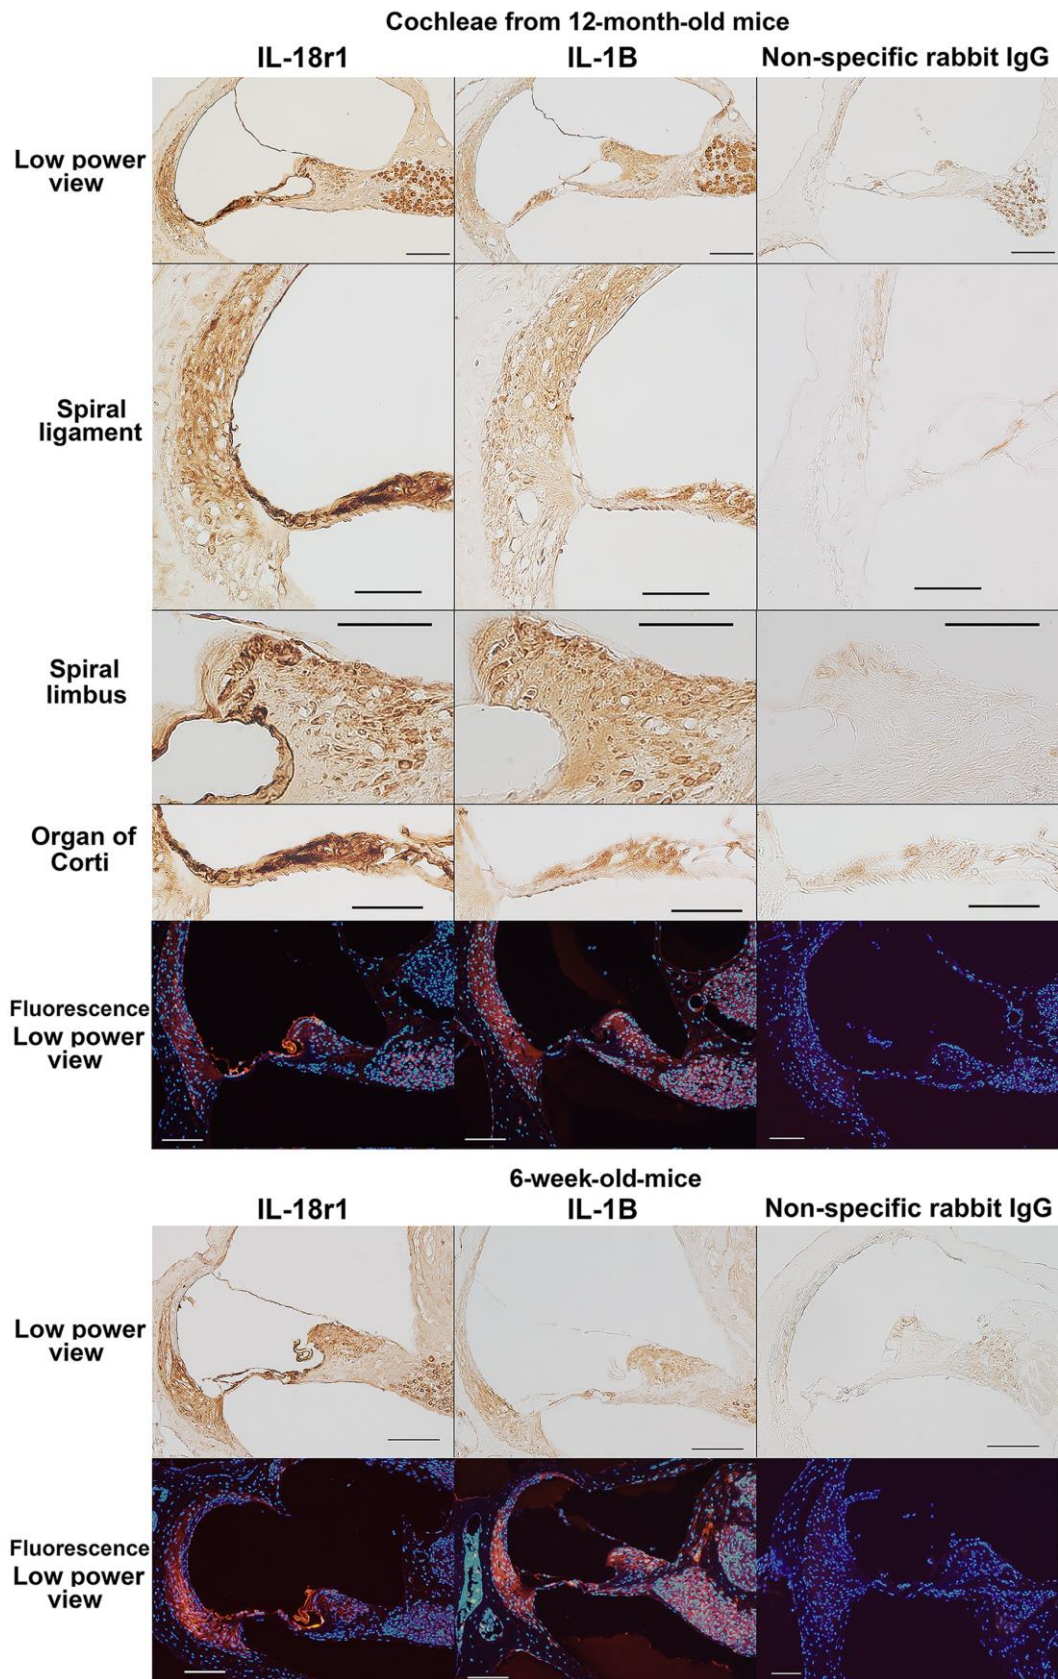 Cochleae from 12-month-old mice
IL-18r1 IL-1B Non-specific rabbit IgG
Low power
view
Spiral
ligament
Spiral
limbus
Organ of
Corti
Fluorescence
Low power
view
6-week-old-mice
IL-18r1 IL-1B Non-specific rabbit IgG
Low power
view
Fluorescence
Low power
view